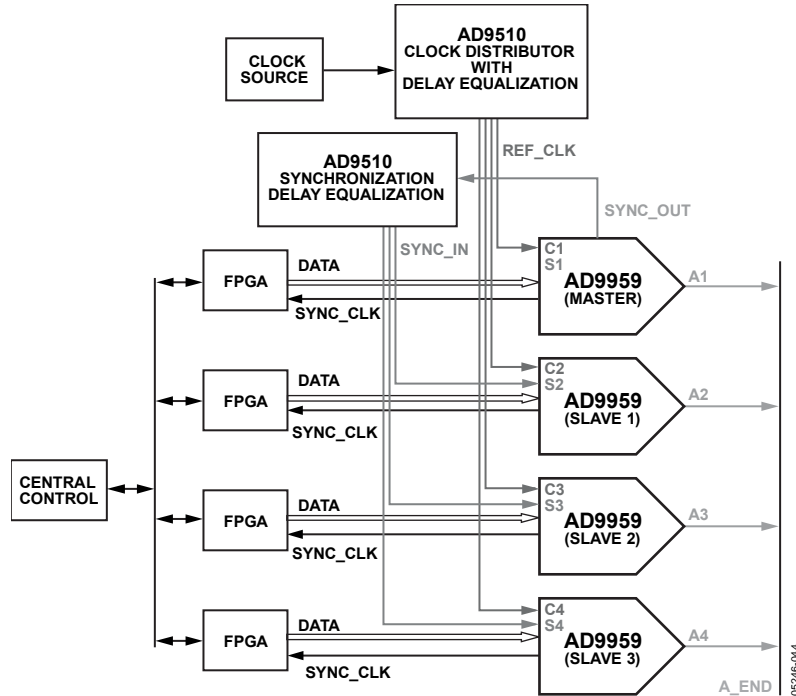 AD9510
CLOCK DISTRIBUTOR
WITH
DELAY EQUALIZATION
CLOCK
SOURCE
REF_CLK
AD9510
SYNCHRONIZATION
DELAY EQUALIZATION
SYNC_OUT
SYNC_IN
FPGA
DATA
SYNC_CLK
C1
S1
AD9959
(MASTER)
A1
FPGA
DATA
SYNC_CLK
C2
S2
AD9959
(SLAVE 1)
A2
CENTRAL
CONTROL
FPGA
DATA
SYNC_CLK
C3
S3
AD9959
(SLAVE 2)
A3
FPGA
DATA
SYNC_CLK
C4
S4
AD9959
(SLAVE 3)
A4
A_END
05246-044